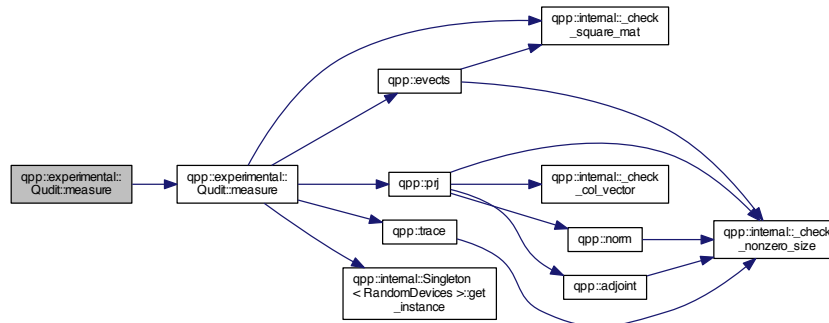 qpp::experimental::
Qudit::measure
qpp::experimental::
Qudit::measure
qpp::internal::_check
_square_mat
qpp::evects
qpp::prj
qpp::internal::_check
_col_vector
qpp::trace
qpp::norm
qpp::internal::_check
_nonzero_size
qpp::internal::Singleton
< RandomDevices >::get
_instance
qpp::adjoint